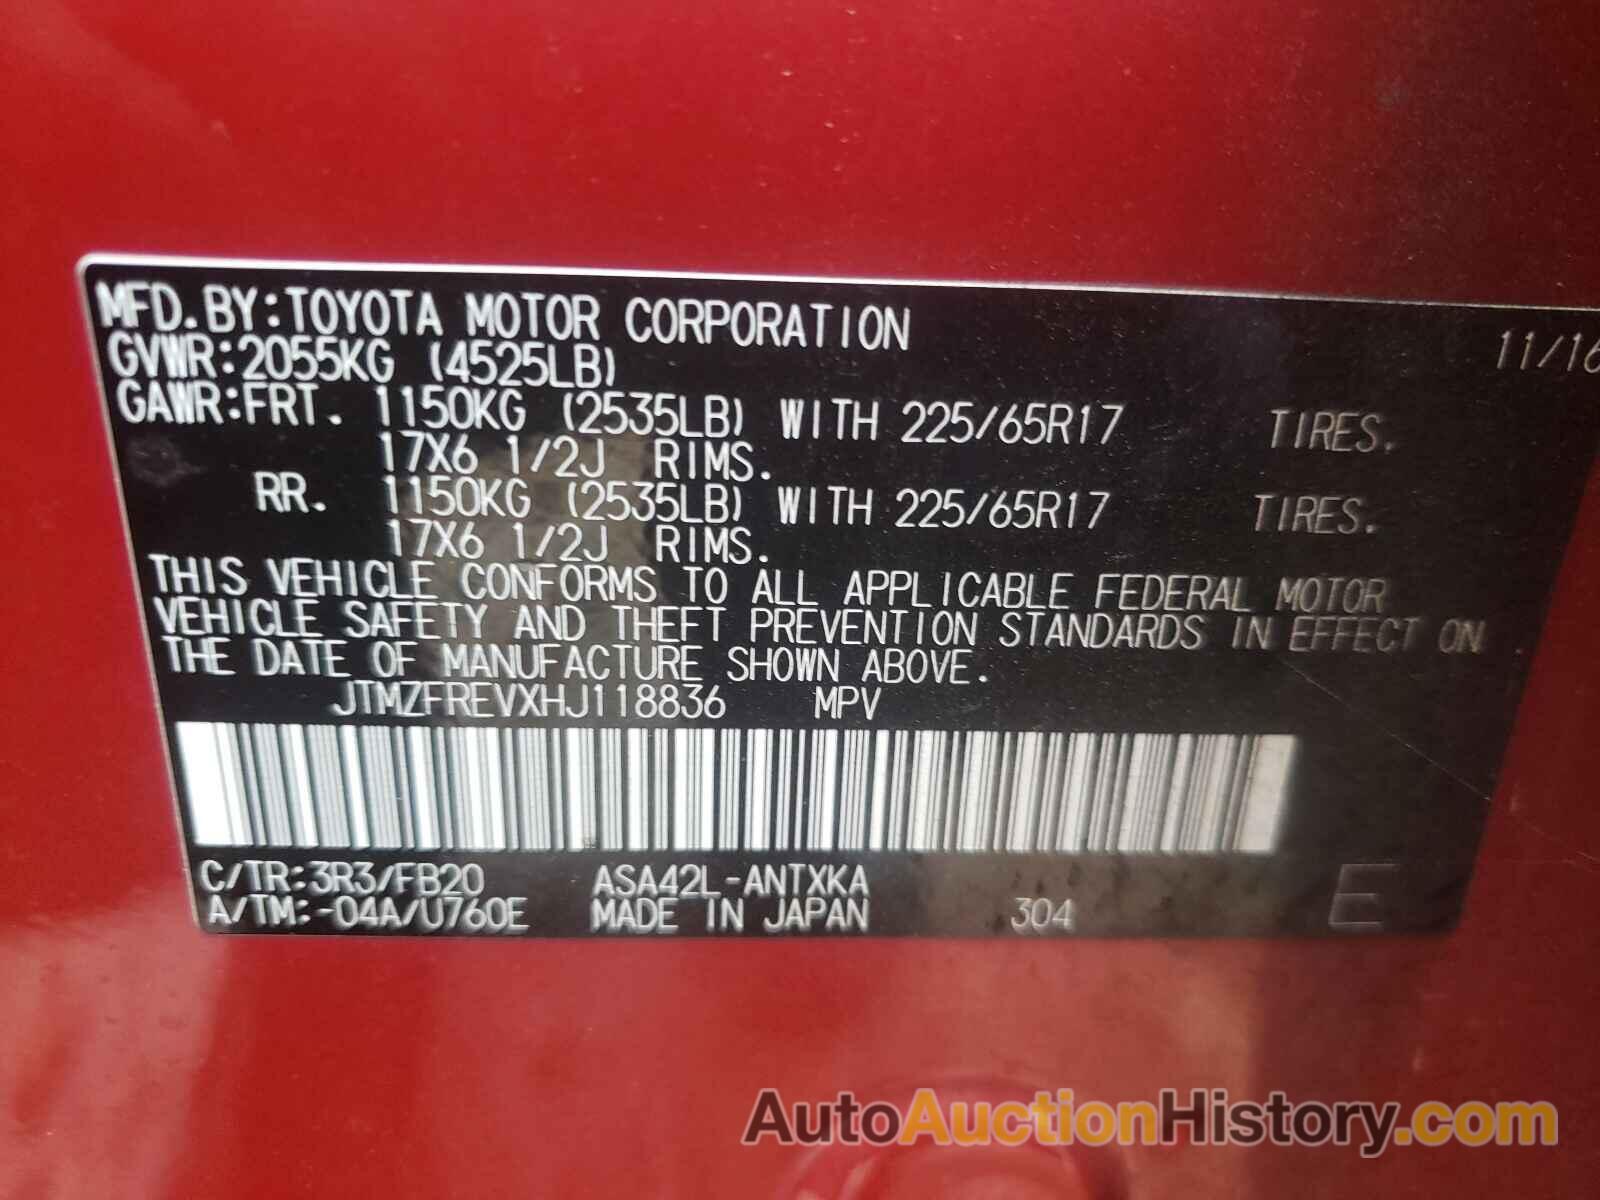 MFD.BY:TOYOTA MOTOR CORPORATION 11/16
GVWR:2055KG (4525LB)
GAWR:FRT. 1150KG (2535LB) WITH 225/65R17 TIRES.
17X6 1/2J RIMS.
RR. 1150KG (2535LB) WITH 225/65R17 TIRES.
17X6 1/2J RIMS.
THIS VEHICLE CONFORMS TO ALL APPLICABLE FEDERAL MOTOR
VEHICLE SAFETY AND THEFT PREVENTION STANDARDS IN EFFECT ON
THE DATE OF MANUFACTURE SHOWN ABOVE.
JTMZFREVXHJ118836 MPV
C/TR:3R3/FB20 ASA42L-ANTXKA
A/TM:-04A/U760E MADE IN JAPAN 304 E
AutoAuctionHistory.com